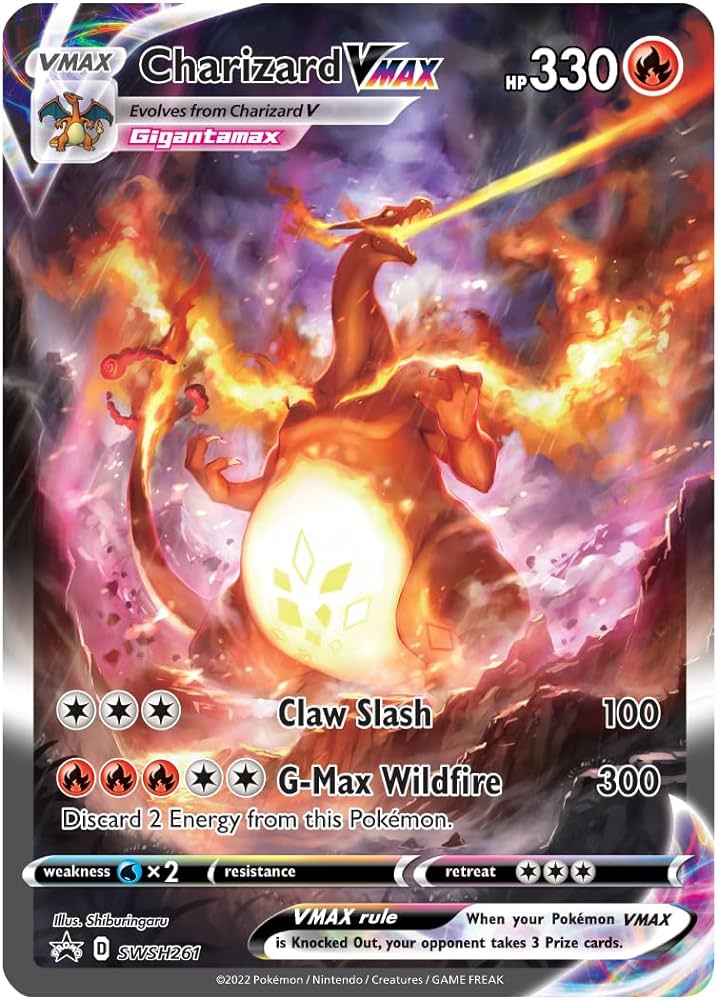 VMAX Charizard VMAX HP 330
Evolves from Charizard V
Gigantamax
Claw Slash 100
G-Max Wildfire 300
Discard 2 Energy from this Pokémon.
weakness ×2 resistance retreat
Illus. Shiburingaru
VMAX rule When your Pokémon VMAX
is Knocked Out, your opponent takes 3 Prize cards.
D SWSH261
©2022 Pokémon / Nintendo / Creatures / GAME FREAK